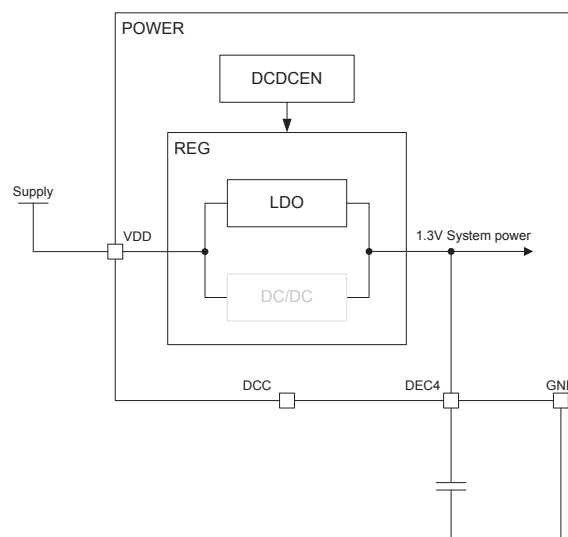 POWER
DCDCEN
REG
LDO
Supply
VDD
1.3V System power
DC/DC
DCC
DEC4
GND